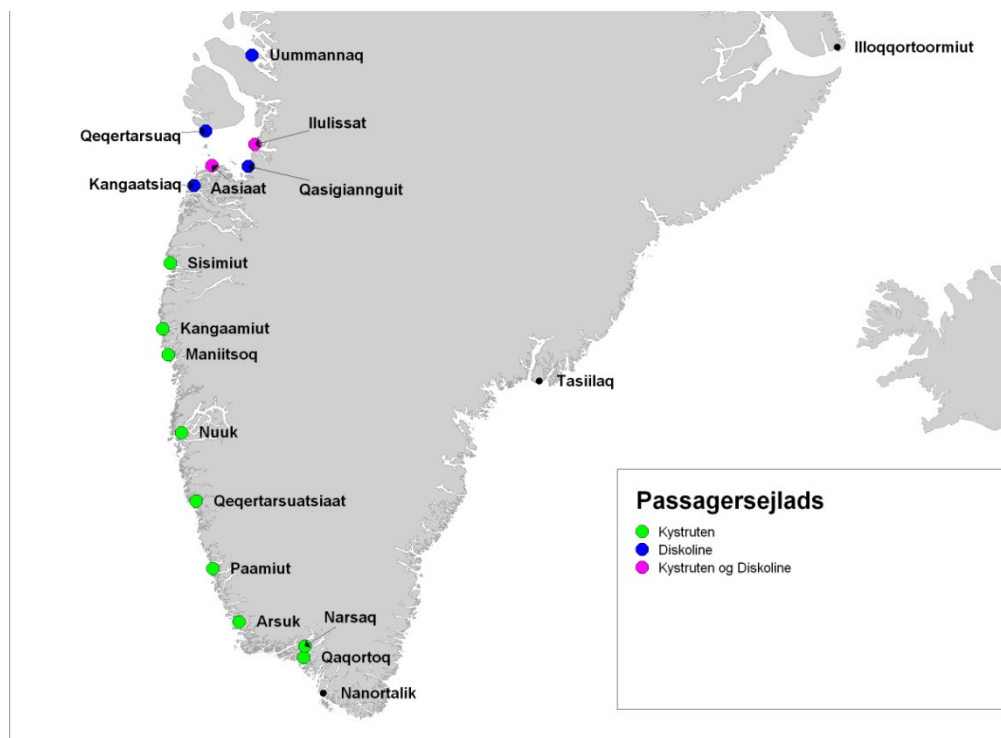 Uummannaq
Illoqqortoormiut
Ilulissat
Qeqertarsuaq
Kangaatsiaq
Aasiaat
Qasigiannguit
Sisimiut
Kangaamiut
Maniitsoq
Tasiilaq
Nuuk
Qeqertarsuatsiaat
Paamiut
Arsuk
Narsaq
Qaqortoq
Nanortalik
Passagersejlads
Kystruten
Diskoline
Kystruten og Diskoline